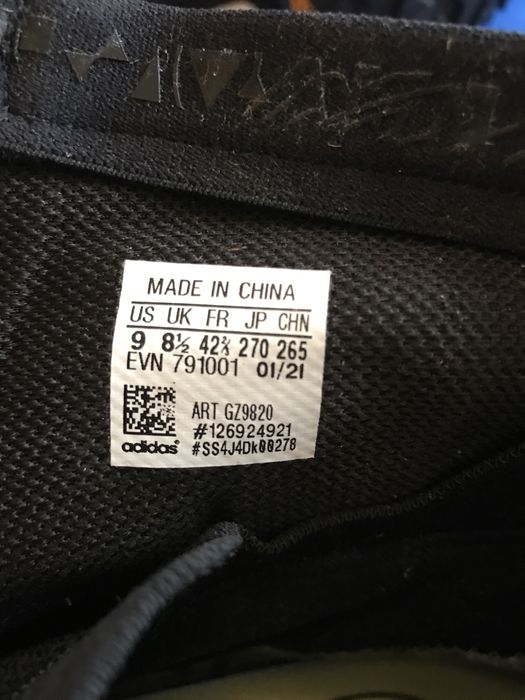 MADE IN CHINA
US UK FR JP CHN
9 8½ 42⅔ 270 265
EVN 791001 01/21
ART GZ9820
#126924921
adidas® #SS4J4Dk00278